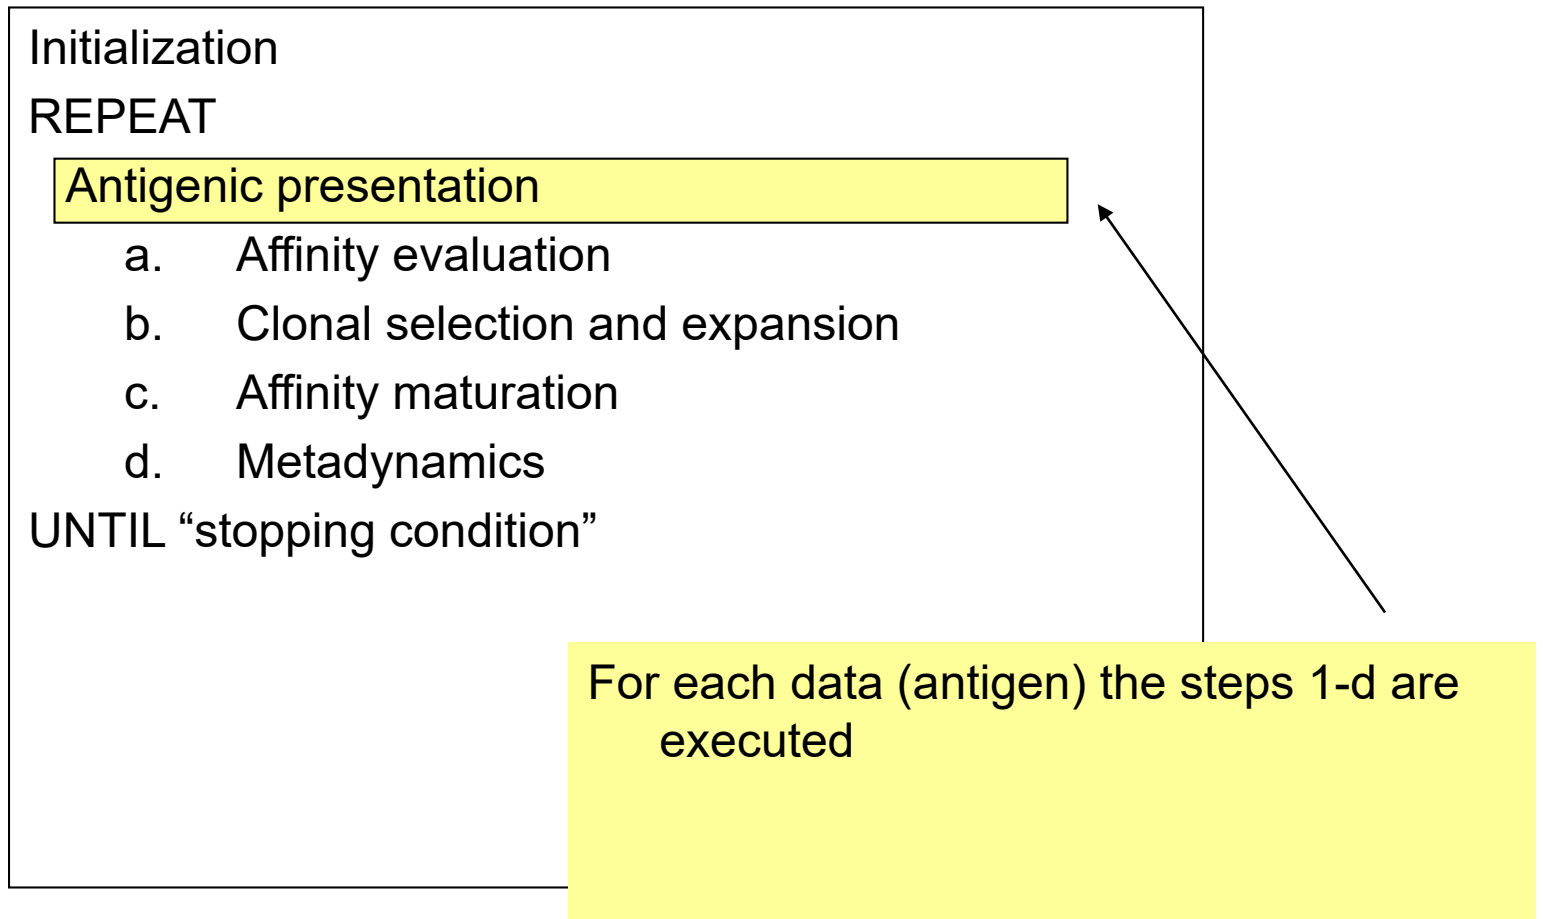 Initialization
REPEAT
Antigenic presentation
a. Affinity evaluation
b. Clonal selection and expansion
c. Affinity maturation
d. Metadynamics
UNTIL “stopping condition”
For each data (antigen) the steps 1-d are
executed